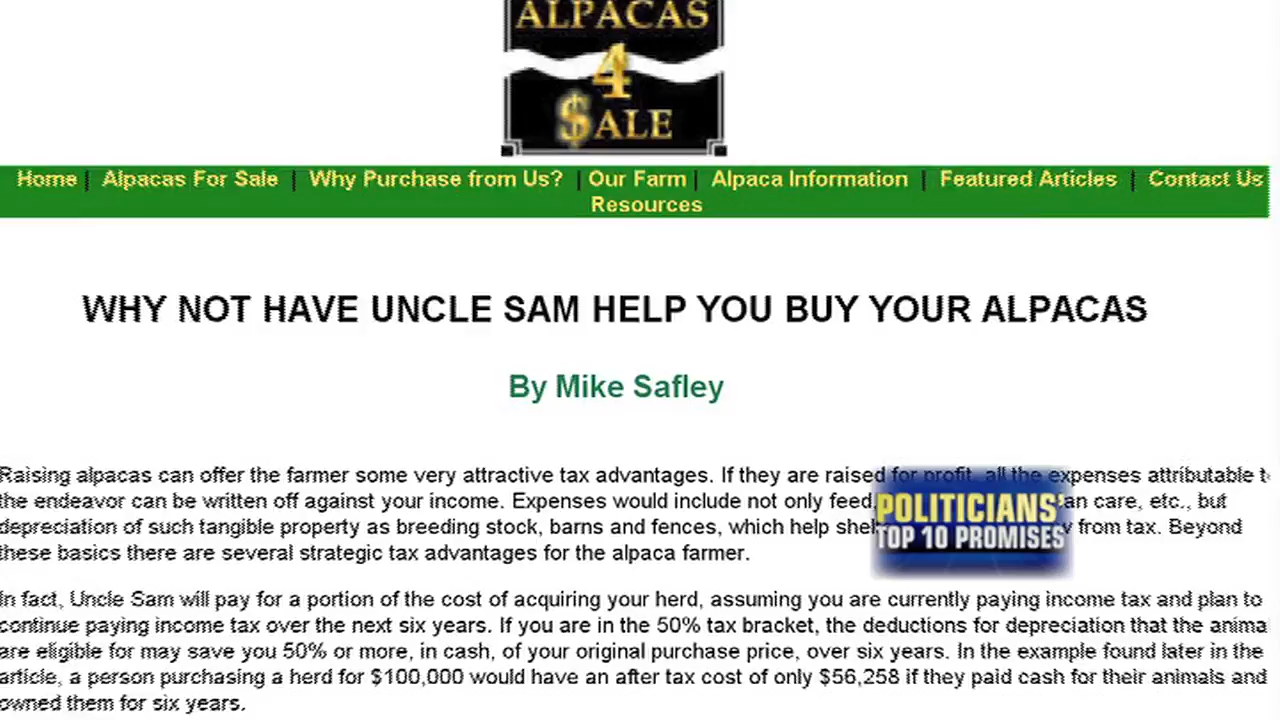 ALPACAS
4
$ALE
Home | Alpacas For Sale | Why Purchase from Us? | Our Farm | Alpaca Information | Featured Articles | Contact Us
Resources
WHY NOT HAVE UNCLE SAM HELP YOU BUY YOUR ALPACAS
By Mike Safley
Raising alpacas can offer the farmer some very attractive tax advantages. If they are raised for profit, all the expenses attributable t
the endeavor can be written off against your income. Expenses would include not only feed, an care, etc., but
depreciation of such tangible property as breeding stock, barns and fences, which help shel y from tax. Beyond
these basics there are several strategic tax advantages for the alpaca farmer.
POLITICIANS'
TOP 10 PROMISES
In fact, Uncle Sam will pay for a portion of the cost of acquiring your herd, assuming you are currently paying income tax and plan to
continue paying income tax over the next six years. If you are in the 50% tax bracket, the deductions for depreciation that the anima
are eligible for may save you 50% or more, in cash, of your original purchase price, over six years. In the example found later in the
article, a person purchasing a herd for $100,000 would have an after tax cost of only $56,258 if they paid cash for their animals and
owned them for six years.